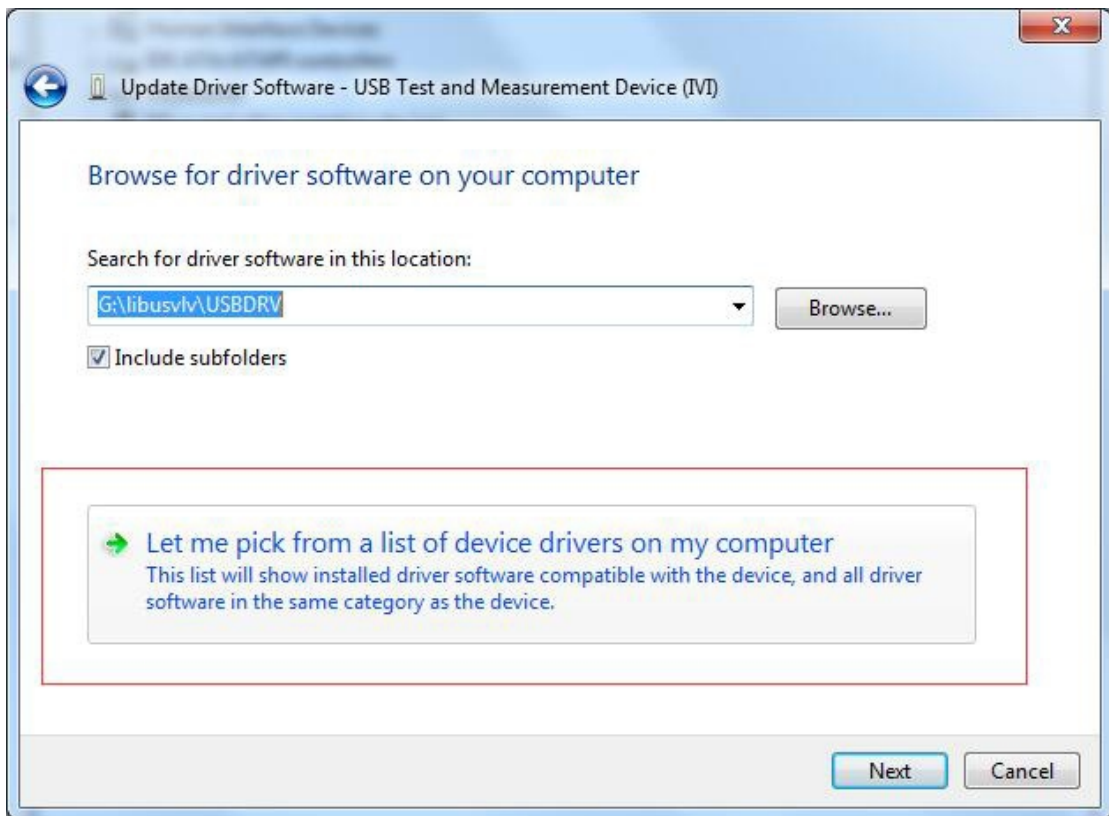 Update Driver Software - USB Test and Measurement Device (IVI)
Browse for driver software on your computer
Search for driver software in this location:
G:\libusvlv\USBDRV
Browse...
Include subfolders
Let me pick from a list of device drivers on my computer
This list will show installed driver software compatible with the device, and all driver
software in the same category as the device.
Next
Cancel